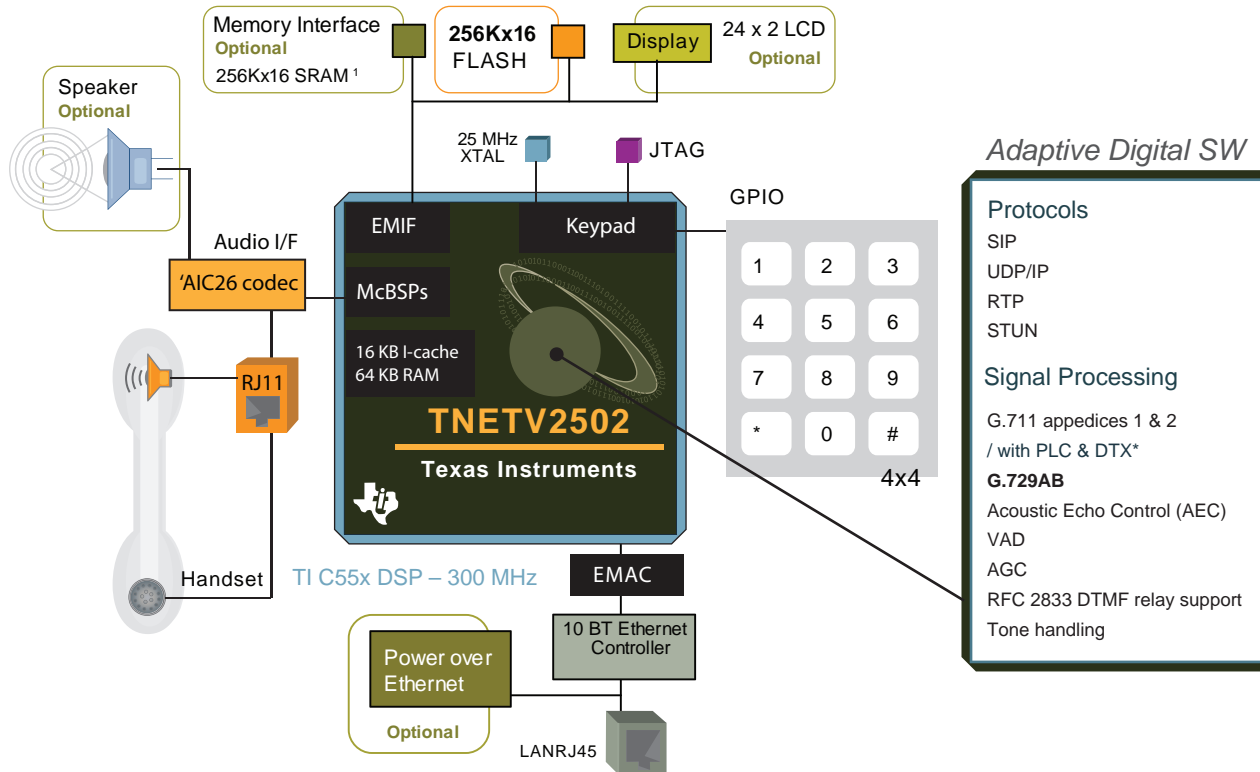 Memory Interface
Optional
256Kx16 SRAM ¹
256Kx16
FLASH
Display
24 x 2 LCD
Optional
Speaker
Optional
25 MHz
XTAL
JTAG
Adaptive Digital SW
GPIO
EMIF
Keypad
Audio I/F
'AIC26 codec
McBSPs
16 KB I-cache
64 KB RAM
RJ11
TNETV2502
Texas Instruments
1
2
3
4
5
6
7
8
9
*
0
#
4x4
Protocols
SIP
UDP/IP
RTP
STUN
Signal Processing
G.711 appedices 1 & 2
/ with PLC & DTX*
G.729AB
Acoustic Echo Control (AEC)
VAD
AGC
RFC 2833 DTMF relay support
Tone handling
Handset
TI C55x DSP – 300 MHz
EMAC
10 BT Ethernet
Controller
Power over
Ethernet
Optional
LANRJ45